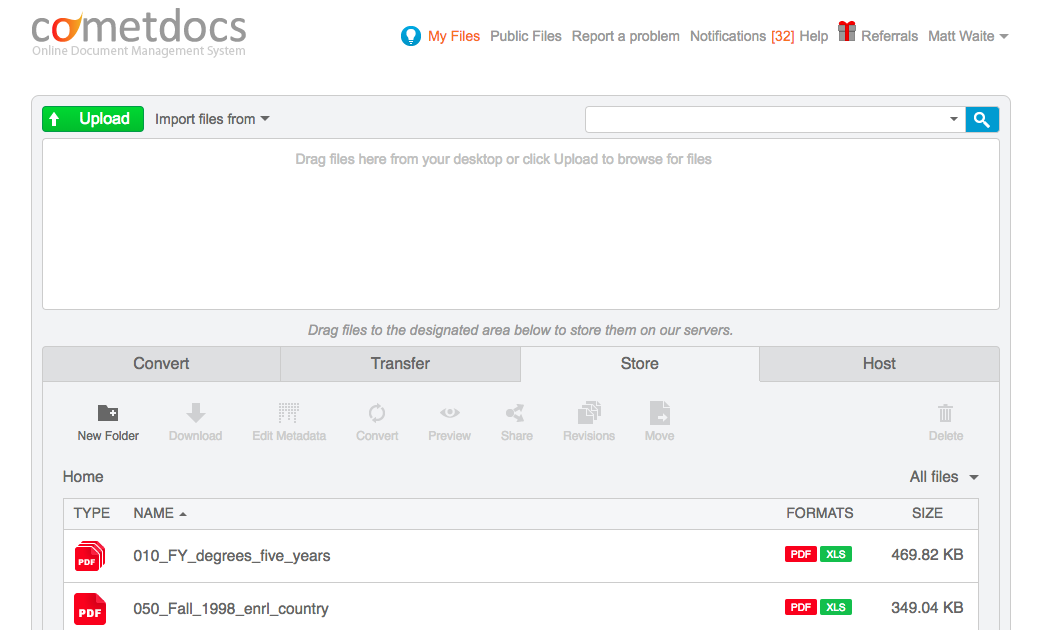 cometdocs
Online Document Management System
My Files Public Files Report a problem Notifications [32] Help Referrals Matt Waite
Upload Import files from
Drag files here from your desktop or click Upload to browse for files
Drag files to the designated area below to store them on our servers.
Convert Transfer Store Host
New Folder Download Edit Metadata Convert Preview Share Revisions Move Delete
Home All files
TYPE NAME FORMATS SIZE
PDF 010_FY_degrees_five_years PDF XLS 469.82 KB
PDF 050_Fall_1998_enrl_country PDF XLS 349.04 KB